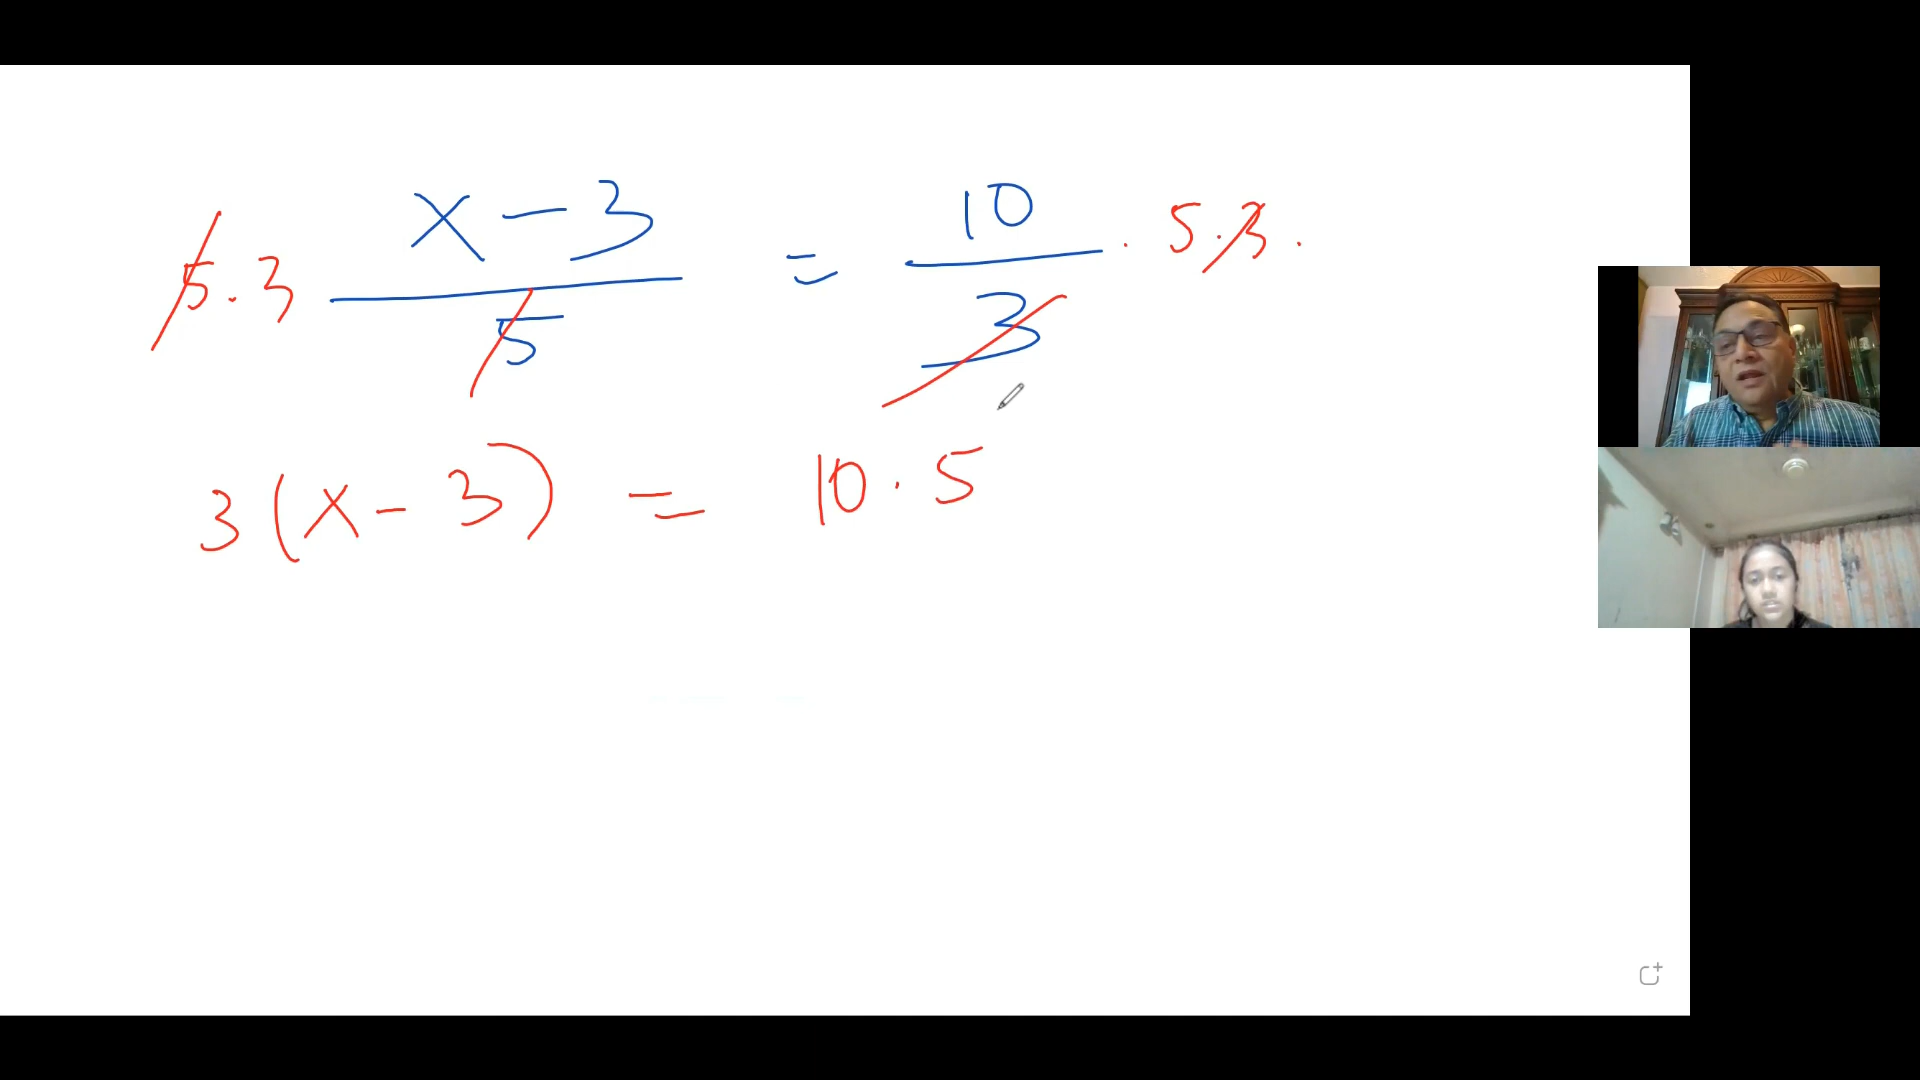 5.3 x-3/5 = 10/3 . 5.3.
3(x-3) = 10.5